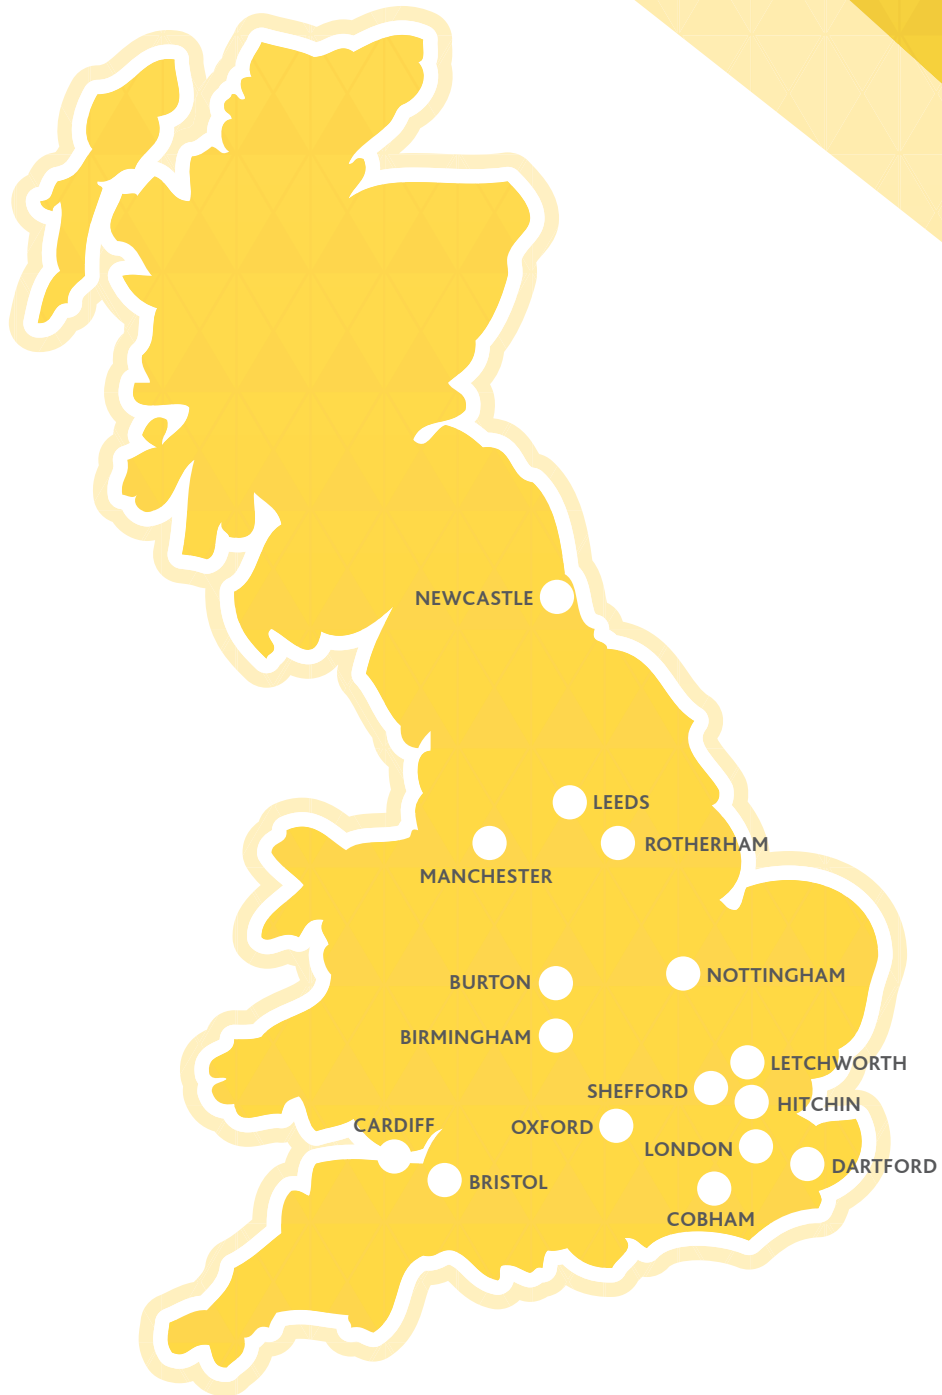 NEWCASTLE
LEEDS
ROTHERHAM
MANCHESTER
NOTTINGHAM
BURTON
BIRMINGHAM
LETCHWORTH
SHEFFORD
HITCHIN
CARDIFF
OXFORD
LONDON
DARTFORD
BRISTOL
COBHAM